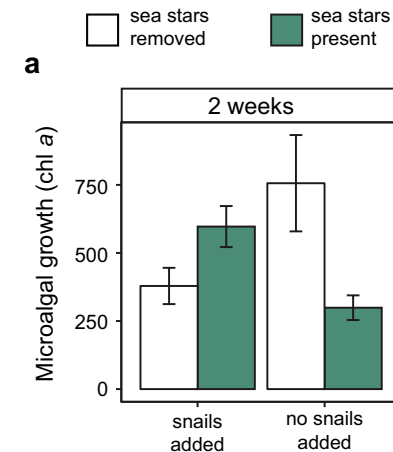 sea stars removed
sea stars present
a
2 weeks
Microalgal growth (chl a)
750
500
250
0
snails added
no snails added